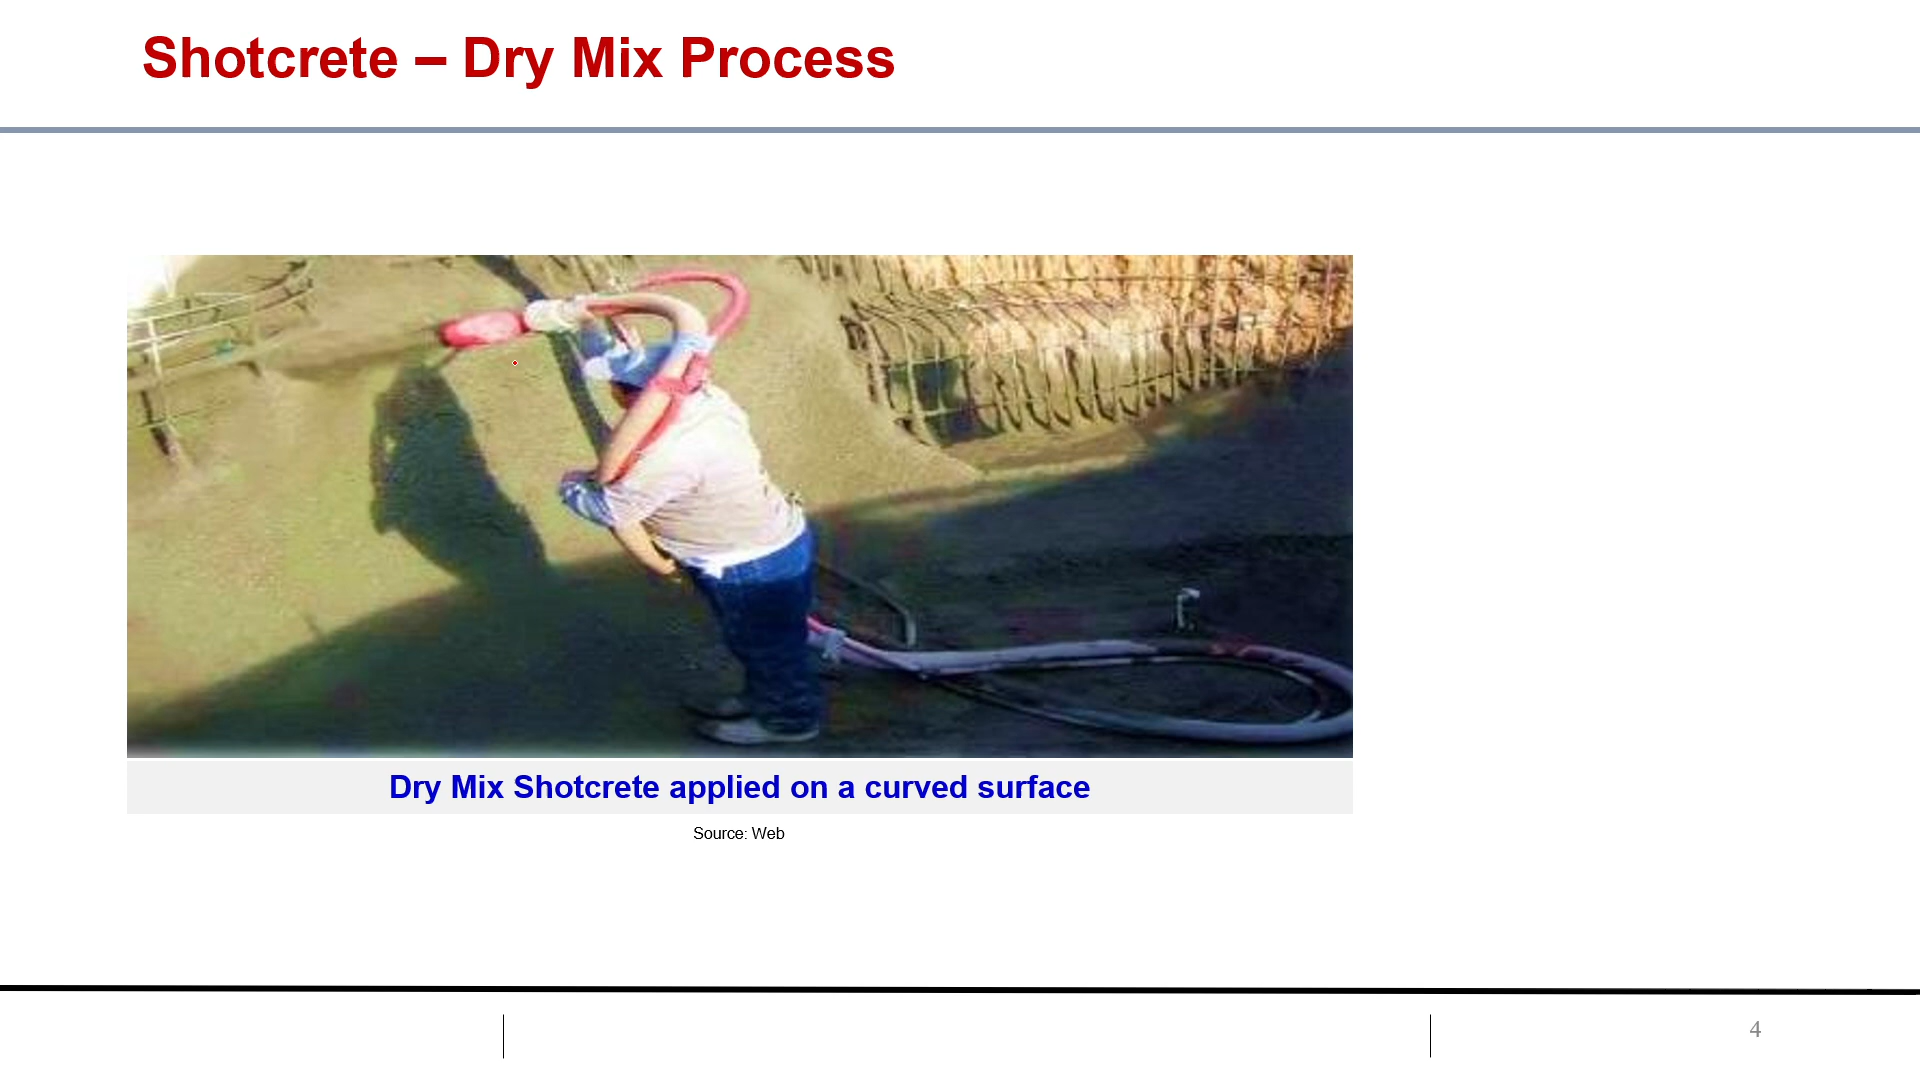 Shotcrete – Dry Mix Process
Dry Mix Shotcrete applied on a curved surface
Source: Web
4